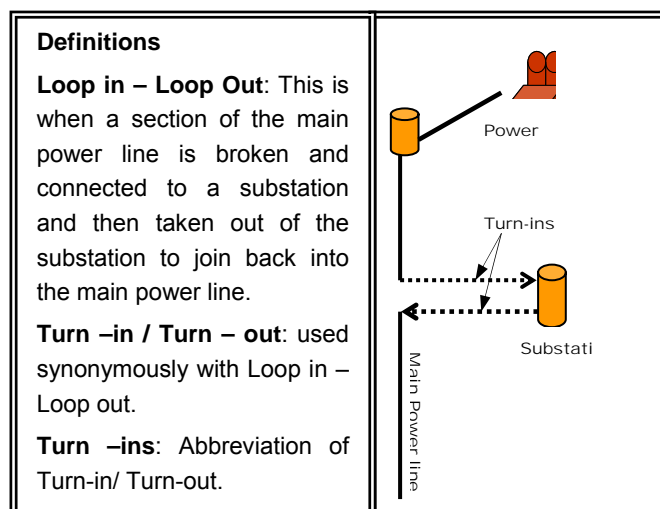 Definitions
Loop in – Loop Out: This is
when a section of the main
power line is broken and
connected to a substation
and then taken out of the
substation to join back into
the main power line.
Turn –in / Turn – out: used
synonymously with Loop in –
Loop out.
Turn –ins: Abbreviation of
Turn-in/ Turn-out.
Power
Turn-ins
Substati
Main Power line